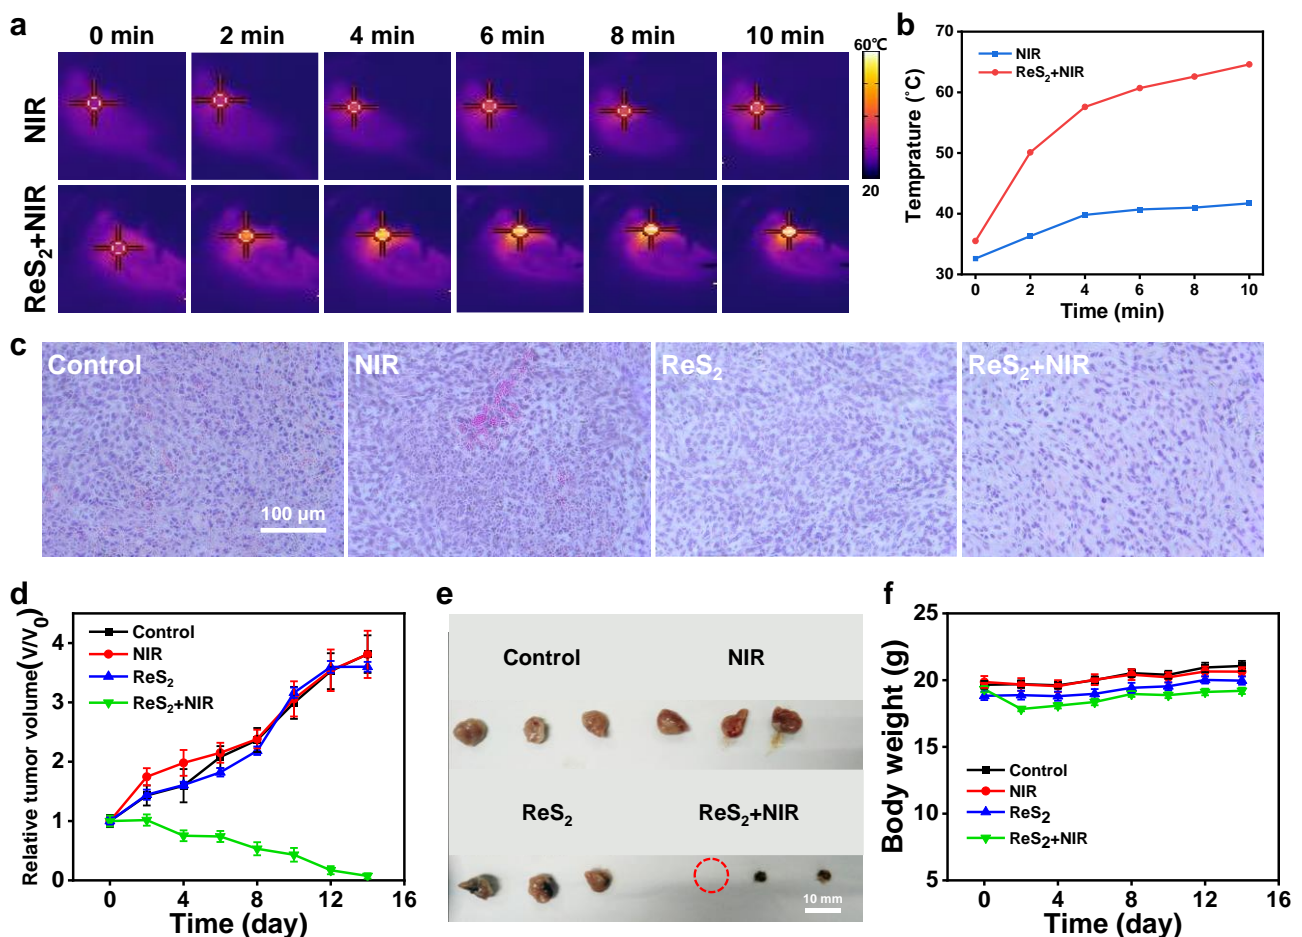 a
0 min 2 min 4 min 6 min 8 min 10 min
NIR
ReS₂+NIR
60℃
20
b
70
60
50
40
30
Temprature (°C)
NIR
ReS₂+NIR
0 2 4 6 8 10
Time (min)
c
Control
NIR
ReS₂
ReS₂+NIR
100 μm
d
Relative tumor volume(V/V₀)
4
3
2
1
0
Control
NIR
ReS₂
ReS₂+NIR
0 4 8 12 16
Time (day)
e
Control NIR
ReS₂ ReS₂+NIR
10 mm
f
Body weight (g)
25
20
15
10
5
Control
NIR
ReS₂
ReS₂+NIR
0 4 8 12 16
Time (day)